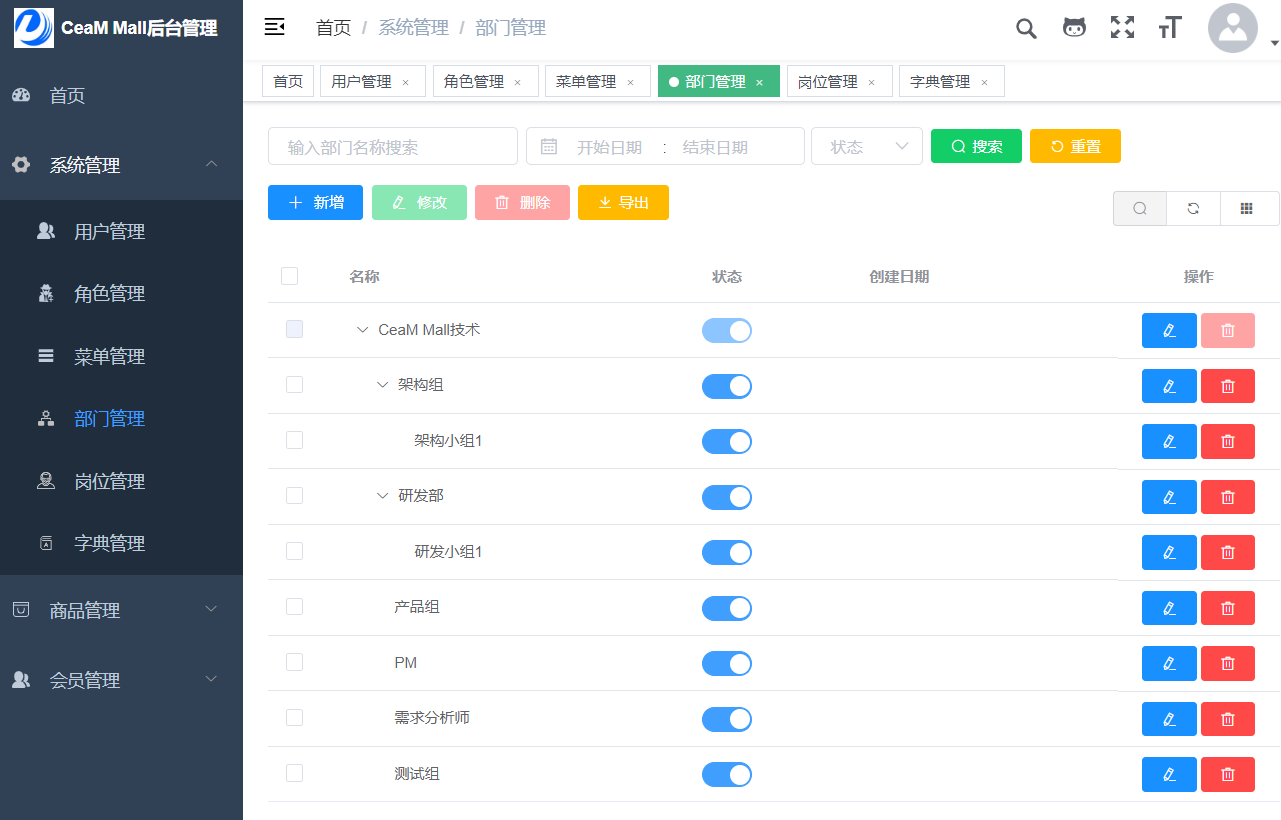 CeaM Mall后台管理
首页
系统管理
用户管理
角色管理
菜单管理
部门管理
岗位管理
字典管理
商品管理
会员管理
首页 / 系统管理 / 部门管理
首页 用户管理 × 角色管理 × 菜单管理 × 部门管理 × 岗位管理 × 字典管理 ×
输入部门名称搜索 开始日期 : 结束日期 状态 搜索 重置
新增 修改 删除 导出
名称 状态 创建日期 操作
CeaM Mall技术
架构组
架构小组1
研发部
研发小组1
产品组
PM
需求分析师
测试组